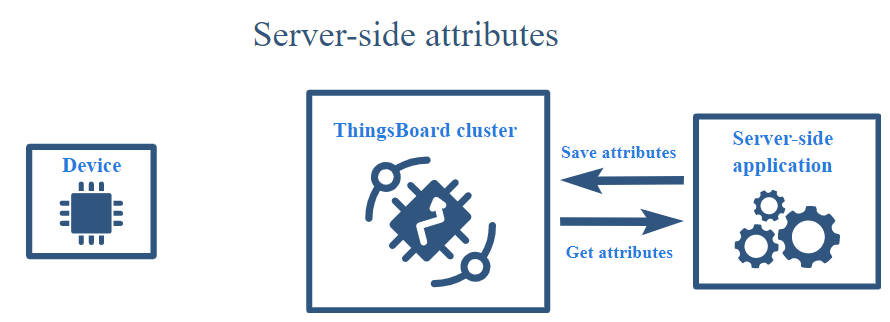 Server-side attributes
ThingsBoard cluster
Device
Save attributes
Get attributes
Server-side
application